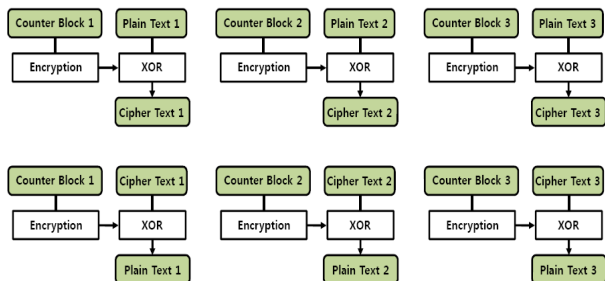 Counter Block 1 Plain Text 1 Counter Block 2 Plain Text 2 Counter Block 3 Plain Text 3
Encryption XOR Encryption XOR Encryption XOR
Cipher Text 1 Cipher Text 2 Cipher Text 3
Counter Block 1 Cipher Text 1 Counter Block 2 Cipher Text 2 Counter Block 3 Cipher Text 3
Encryption XOR Encryption XOR Encryption XOR
Plain Text 1 Plain Text 2 Plain Text 3